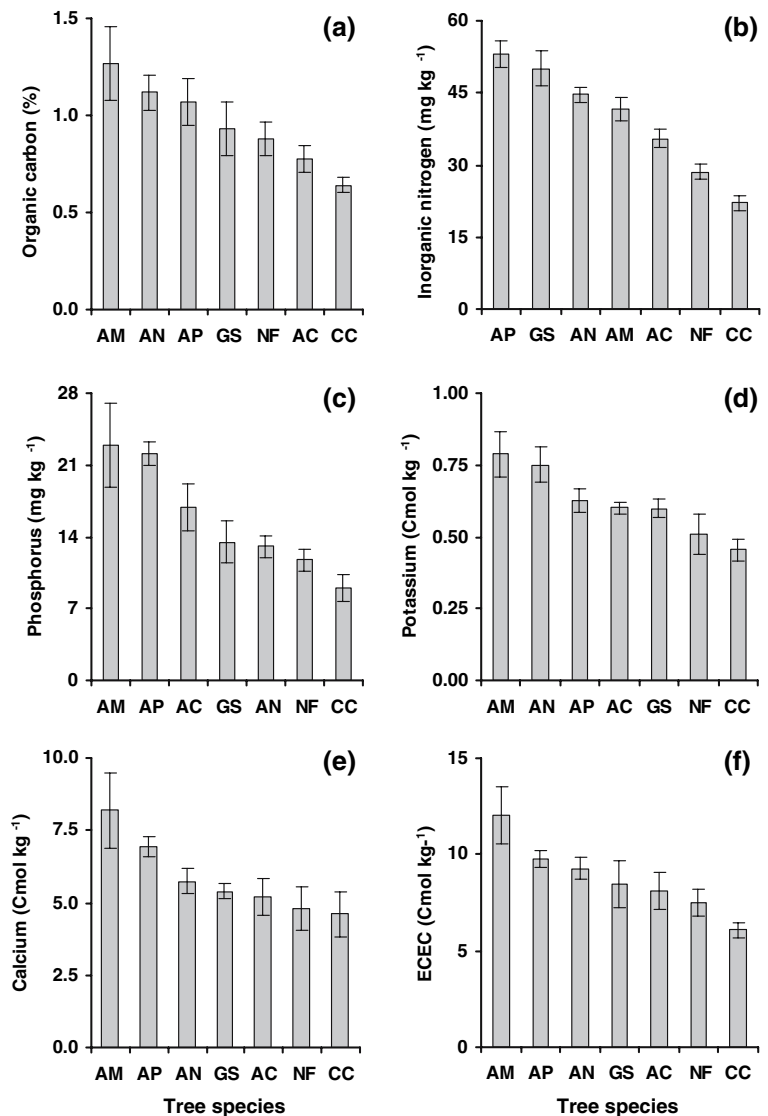 (a)
Organic carbon (%)
1.5
1.0
0.5
0.0
AM AN AP GS NF AC CC
(b)
Inorganic nitrogen (mg kg -1)
60
45
30
15
0
AP GS AN AM AC NF CC
(c)
Phosphorus (mg kg -1)
28
21
14
7
0
AM AP AC GS AN NF CC
(d)
Potassium (Cmol kg -1)
1.00
0.75
0.50
0.25
0.00
AM AN AP AC GS NF CC
(e)
Calcium (Cmol kg -1)
10.0
7.5
5.0
2.5
0.0
AM AP AN GS AC NF CC
Tree species
(f)
ECEC (Cmol kg-1)
15
10
5
0
AM AP AN GS AC NF CC
Tree species